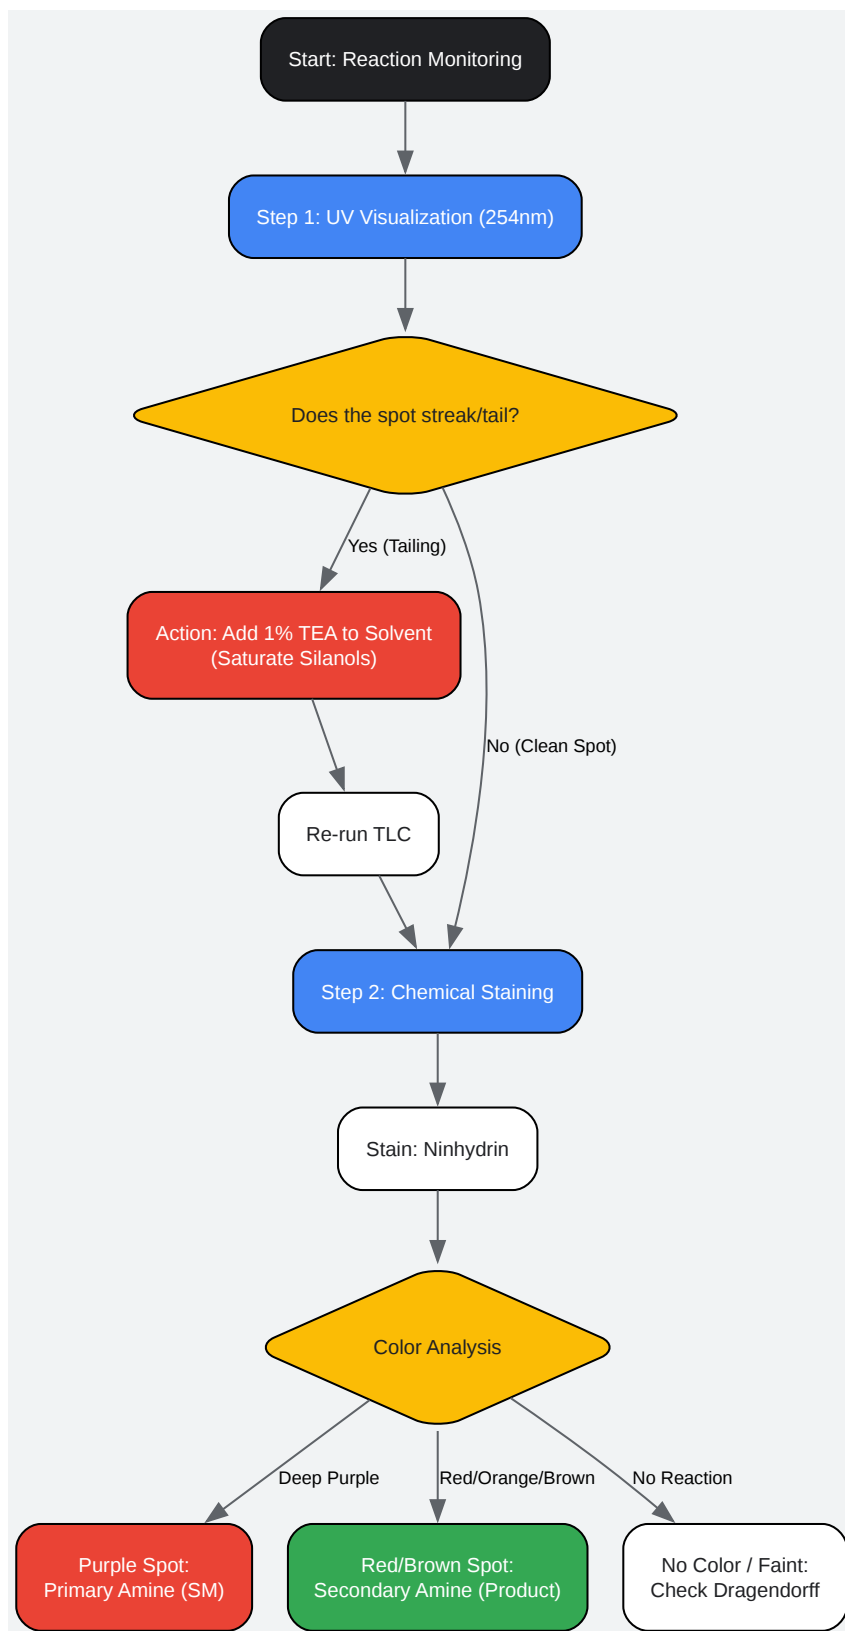 Start: Reaction Monitoring
Step 1: UV Visualization (254nm)
Does the spot streak/tail?
Yes (Tailing)
Action: Add 1% TEA to Solvent
(Saturate Silanols)
No (Clean Spot)
Re-run TLC
Step 2: Chemical Staining
Stain: Ninhydrin
Color Analysis
Deep Purple
Red/Orange/Brown
No Reaction
Purple Spot:
Primary Amine (SM)
Red/Brown Spot:
Secondary Amine (Product)
No Color / Faint:
Check Dragendorff